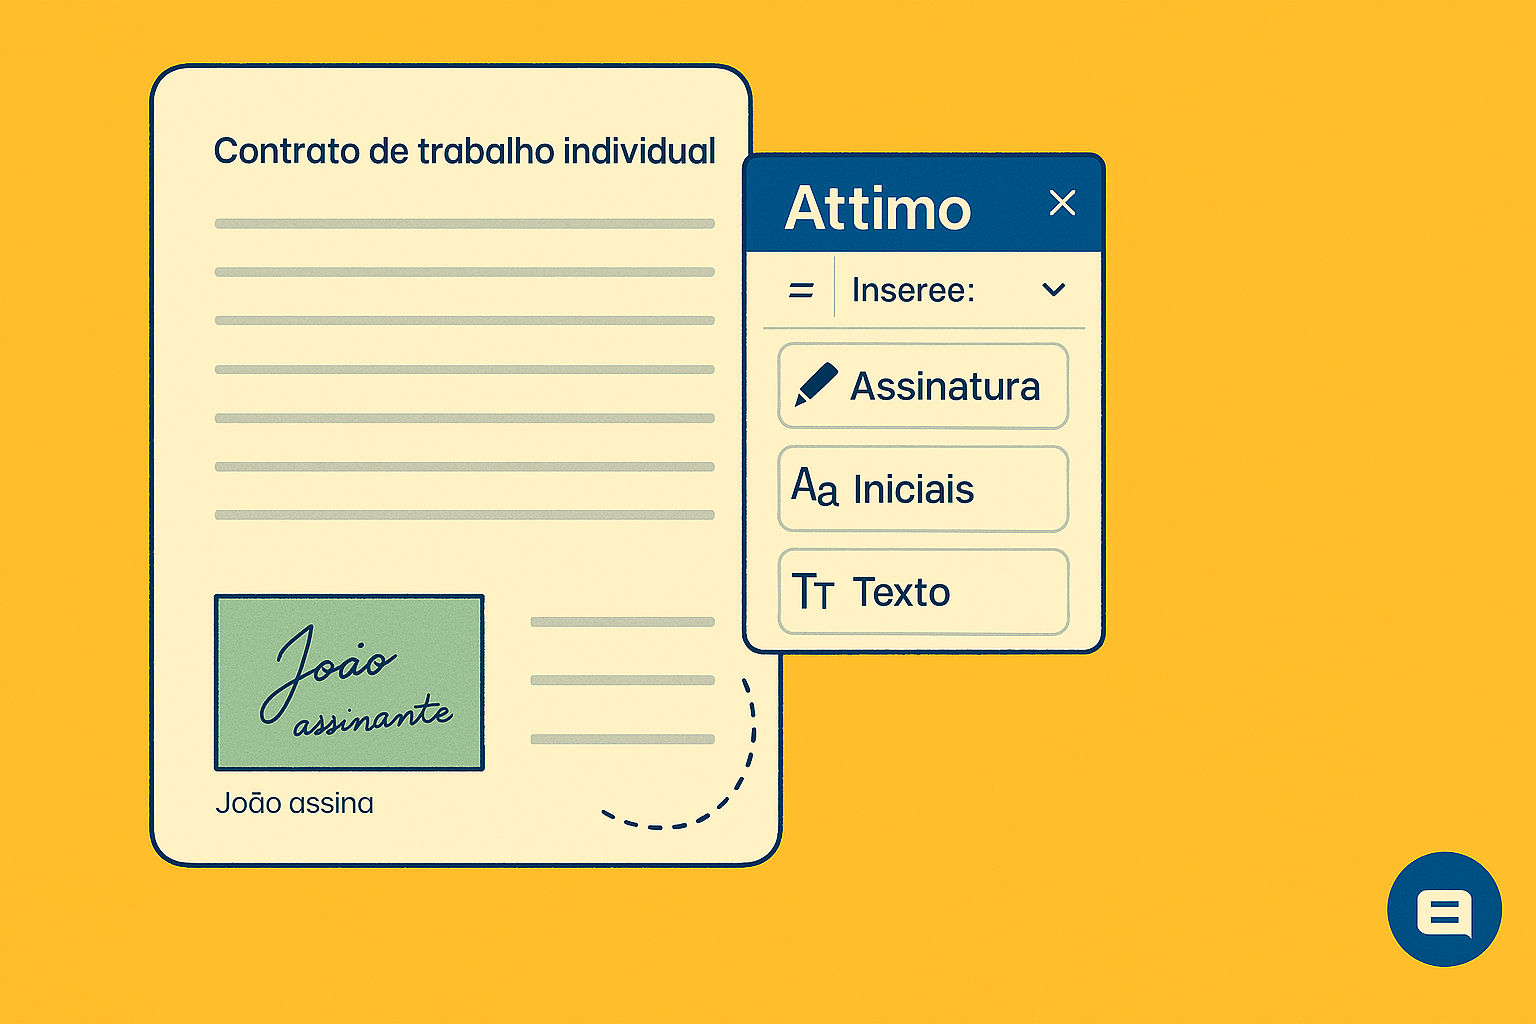 Contrato de trabalho individual
João
assinante
João assina
Attimo
Inseree:
Assinatura
Aa Iniciais
TT Texto